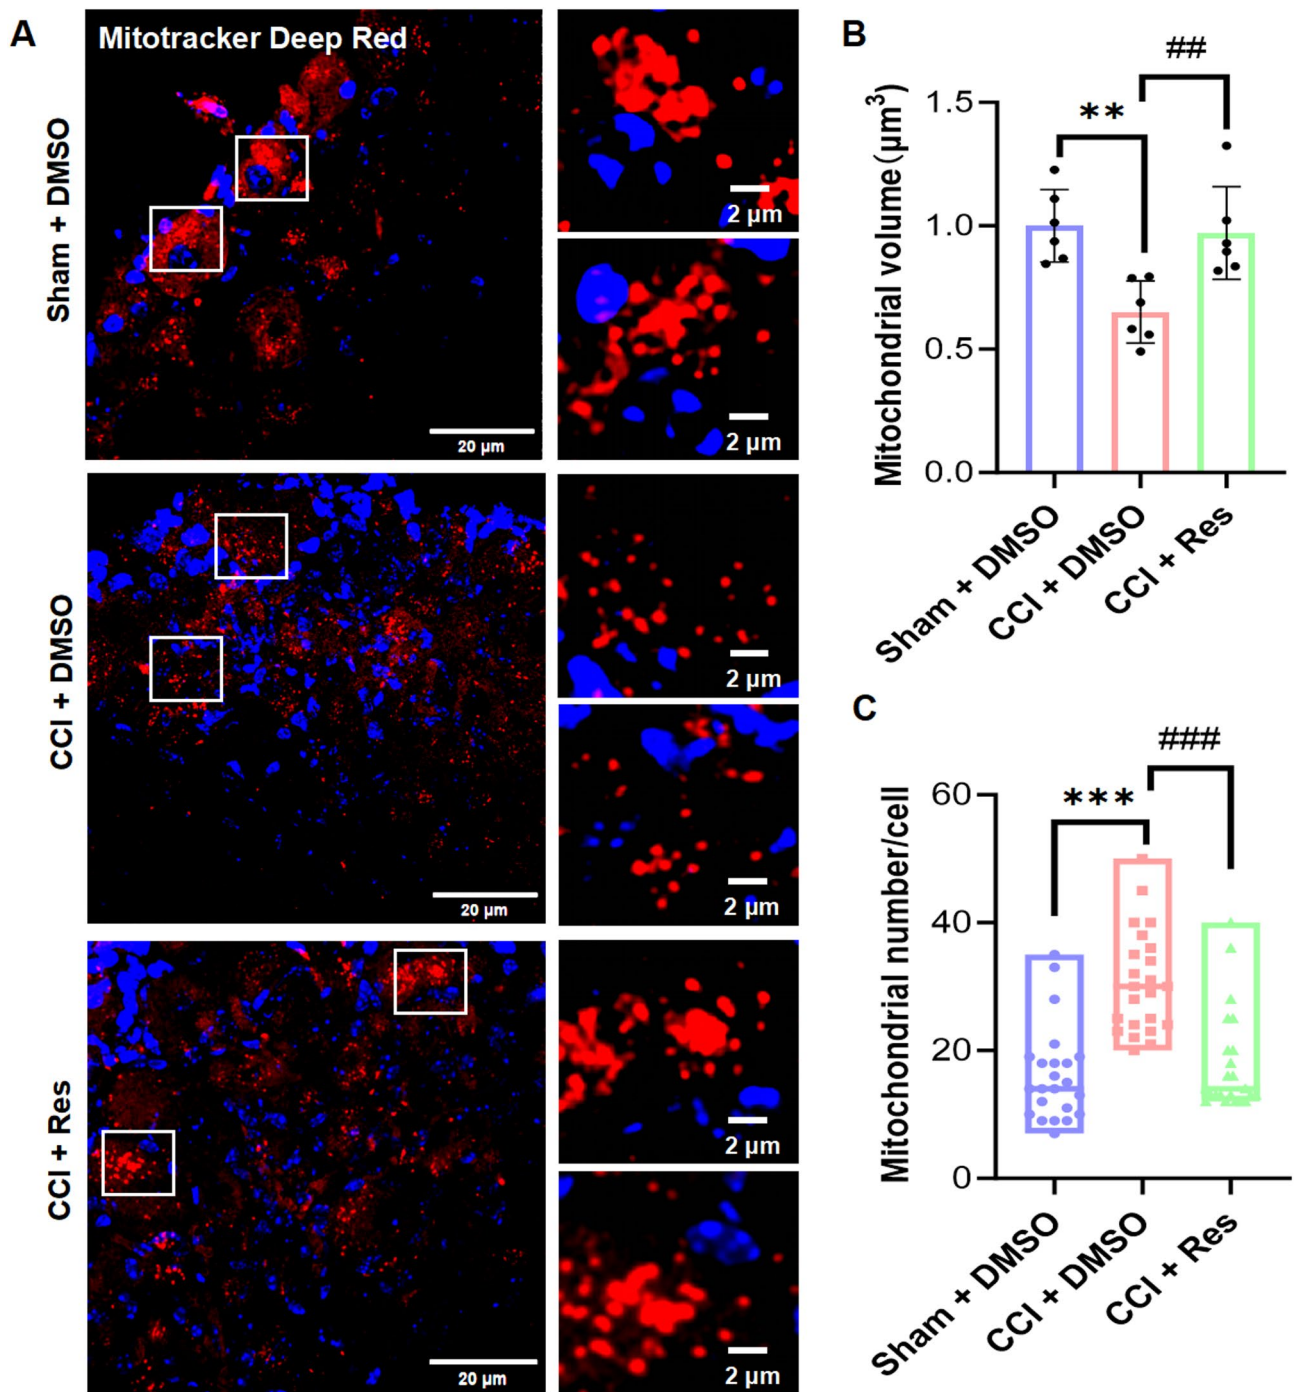 A
Mitotracker Deep Red
Sham + DMSO
2 µm
2 µm
20 µm
CCI + DMSO
2 µm
2 µm
20 µm
CCI + Res
2 µm
2 µm
20 µm
B
##
**
Mitochondrial volume(µm³)
1.5
1.0
0.5
0.0
Sham + DMSO
CCI + DMSO
CCI + Res
C
###
***
Mitochondrial number/cell
60
40
20
0
Sham + DMSO
CCI + DMSO
CCI + Res